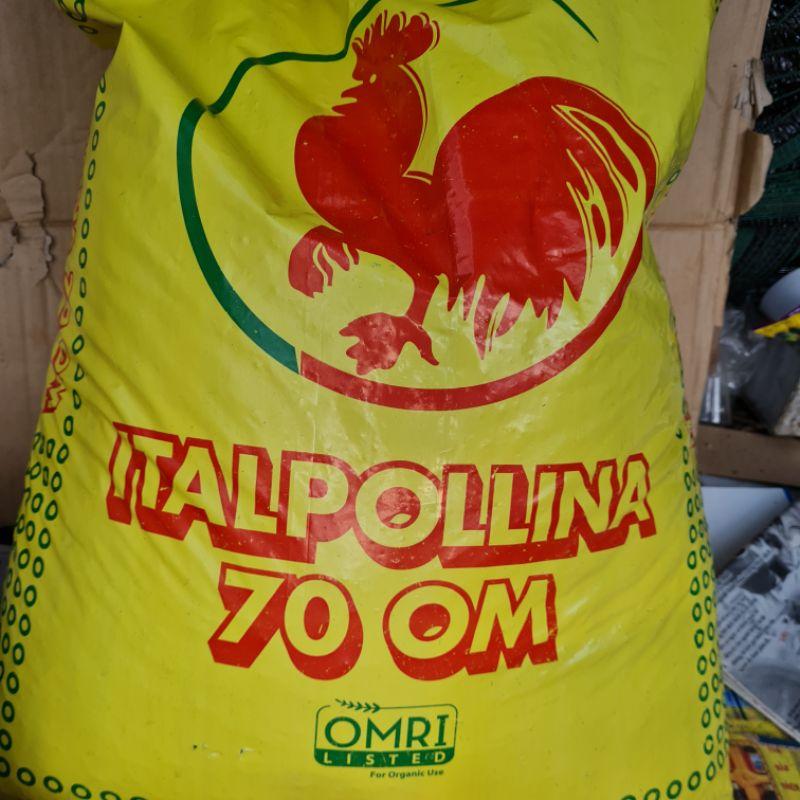 ITALPOLLINA
70 OM
OMRI
LISTED
For Organic Use